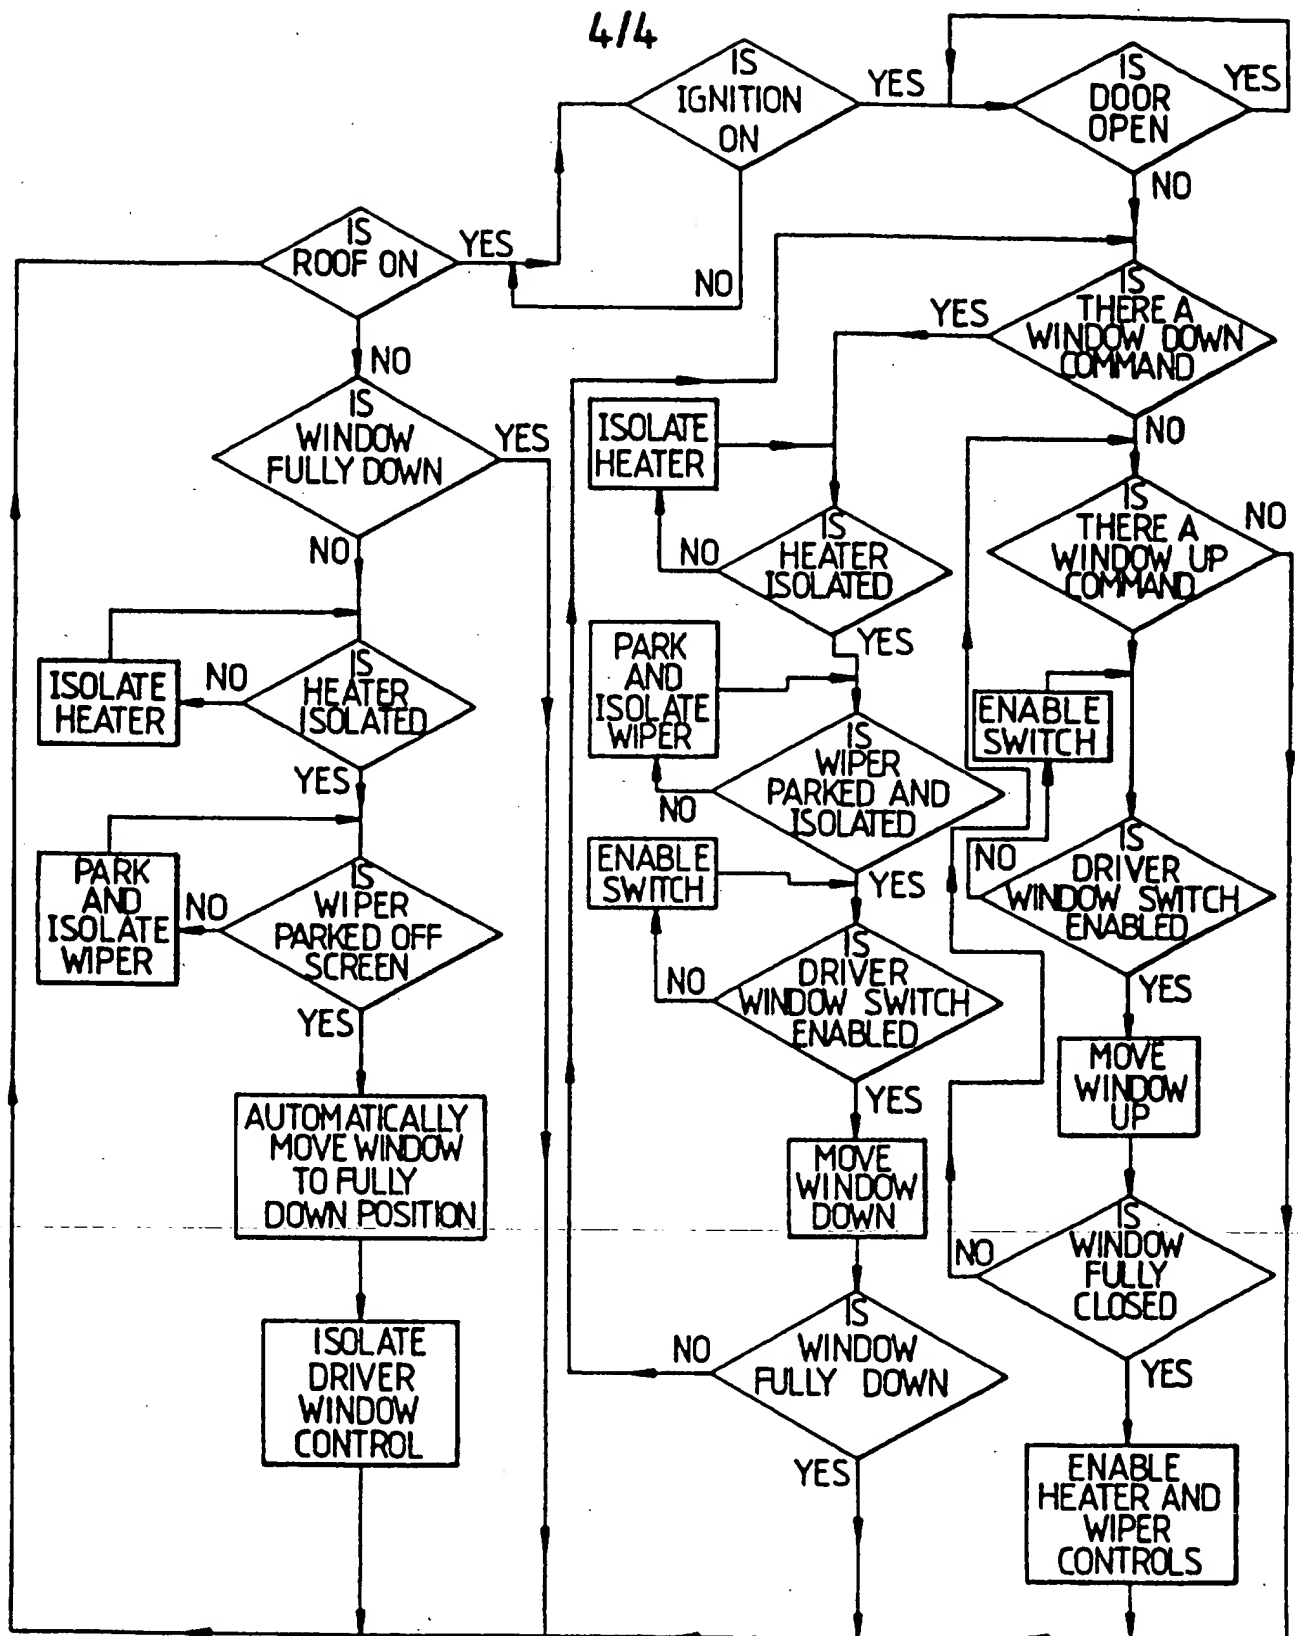 4/4
IS
IGNITION
ON
YES
NO
IS
DOOR
OPEN
YES
NO
IS
ROOF ON
YES
NO
IS
WINDOW
FULLY DOWN
YES
NO
IS
HEATER
ISOLATED
NO
YES
ISOLATE
HEATER
IS
WIPER
PARKED OFF
SCREEN
NO
YES
PARK
AND
ISOLATE
WIPER
AUTOMATICALLY
MOVE WINDOW
TO FULLY
DOWN POSITION
ISOLATE
DRIVER
WINDOW
CONTROL
IS
THERE A
WINDOW DOWN
COMMAND
YES
NO
ISOLATE
HEATER
IS
HEATER
ISOLATED
NO
YES
PARK
AND
ISOLATE
WIPER
IS
WIPER
PARKED AND
ISOLATED
NO
YES
ENABLE
SWITCH
IS
DRIVER
WINDOW SWITCH
ENABLED
NO
YES
MOVE
WINDOW
DOWN
IS
WINDOW
FULLY DOWN
NO
YES
IS
THERE A
WINDOW UP
COMMAND
NO
ENABLE
SWITCH
IS
DRIVER
WINDOW SWITCH
ENABLED
NO
YES
MOVE
WINDOW
UP
IS
WINDOW
FULLY
CLOSED
NO
YES
ENABLE
HEATER AND
WIPER
CONTROLS